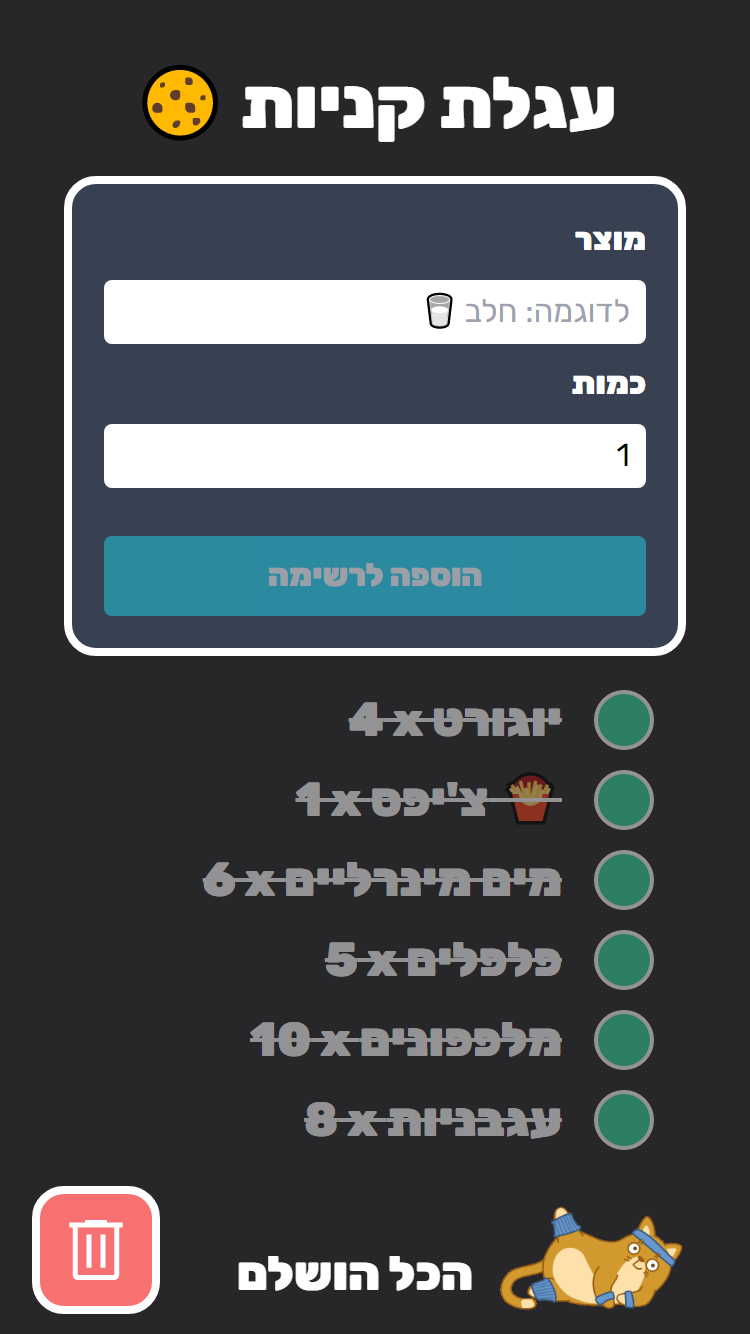 עגלת קניות 🍪
מוצר
לדוגמה: חלב 🥛
כמות
1
הוספה לרשימה
יוגורט x 4
🍟 צ'יפס x 1
מים מינרליים x 6
פלפלים x 5
מלפפונים x 10
עגבניות x 8
הכל הושלם